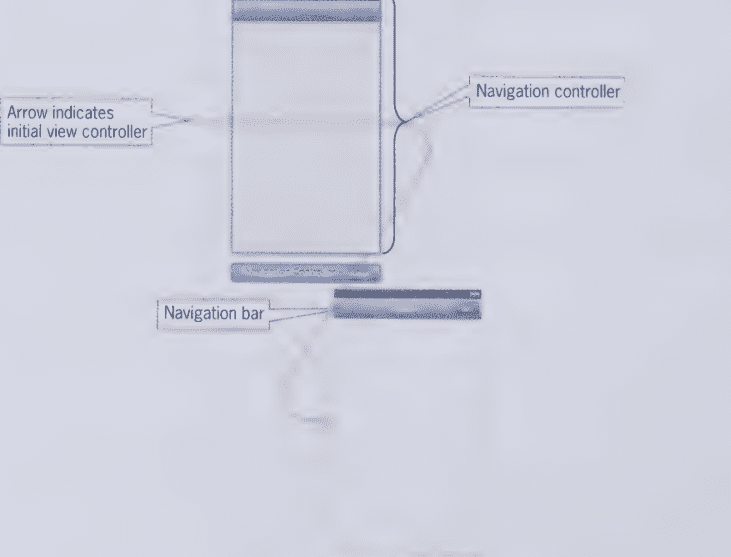 Arrow indicates
initial view controller
Navigation controller
Navigation bar